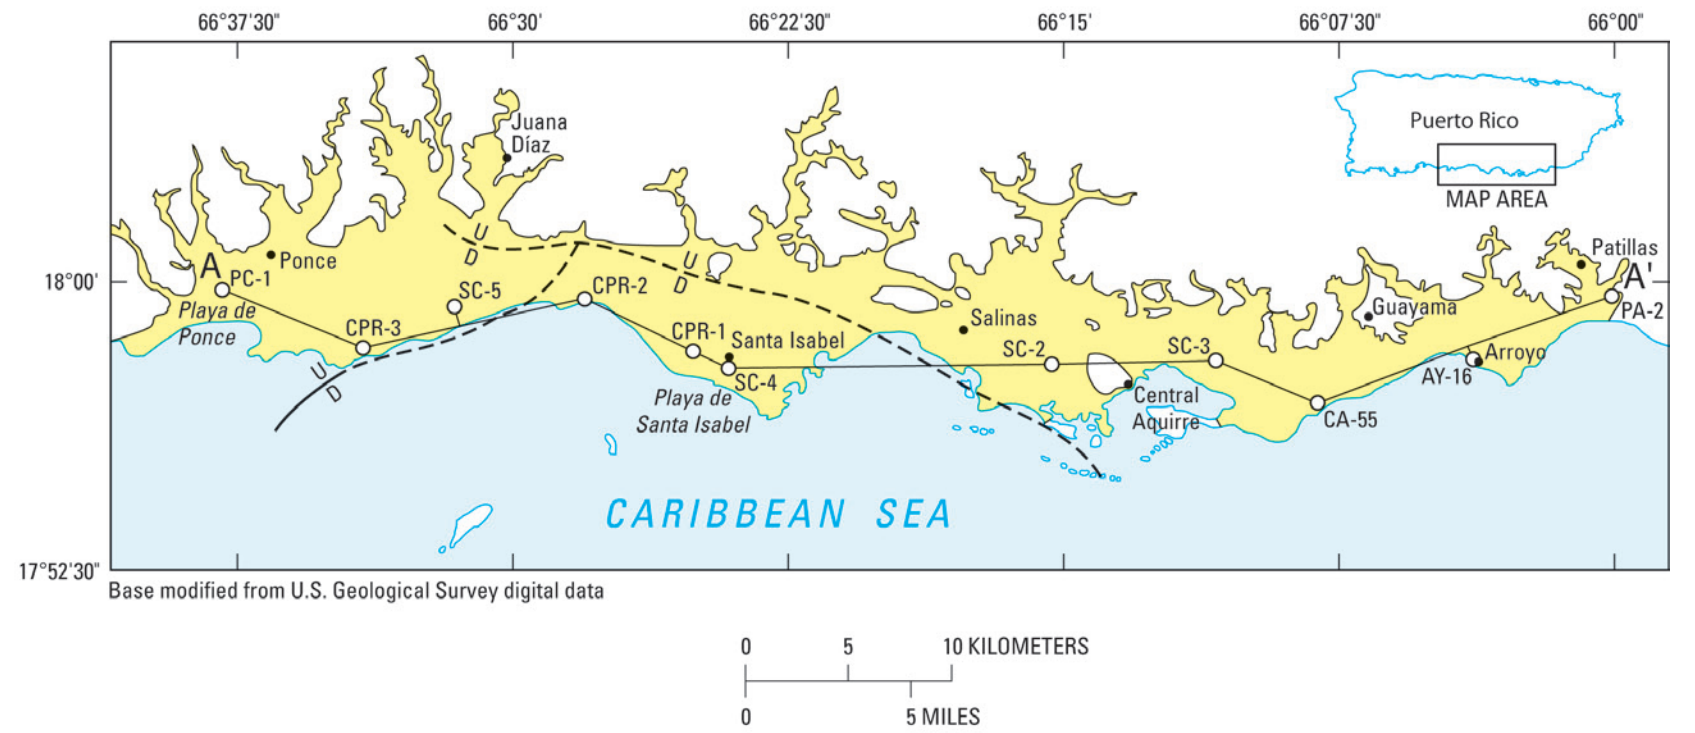 66°37'30" 66°30' 66°22'30" 66°15' 66°07'30" 66°00'
Puerto Rico
MAP AREA
Juana
Díaz
U
D
Ponce
A
PC-1
18°00'
Playa de
Ponce
SC-5
CPR-2
U
D
CPR-3
CPR-1
Santa Isabel
SC-4
Playa de
Santa Isabel
U
D
Salinas
SC-2
SC-3
Central
Aquirre
Guayama
Patillas
A'
PA-2
Arroyo
AY-16
CA-55
CARIBBEAN SEA
17°52'30"
Base modified from U.S. Geological Survey digital data
0 5 10 KILOMETERS
0 5 MILES